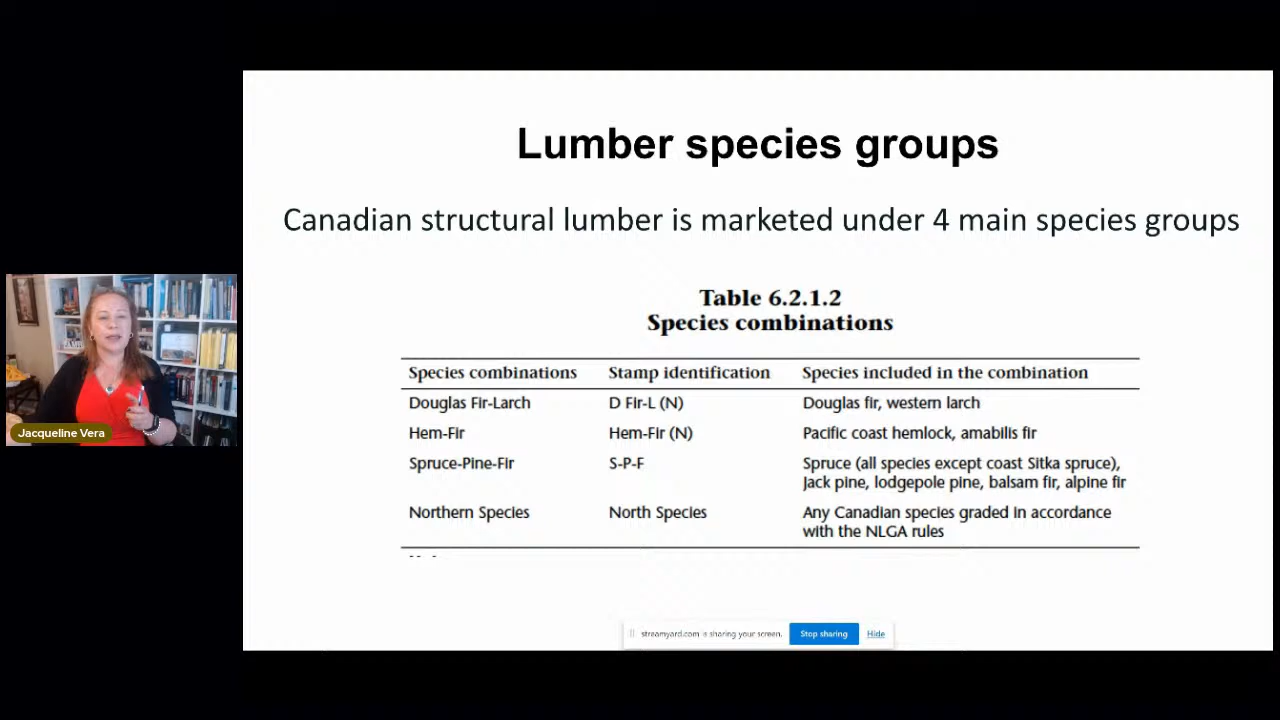 Lumber species groups
Canadian structural lumber is marketed under 4 main species groups
Table 6.2.1.2
Species combinations
Species combinations Stamp identification Species included in the combination
Douglas Fir-Larch D Fir-L (N) Douglas fir, western larch
Hem-Fir Hem-Fir (N) Pacific coast hemlock, amabilis fir
Spruce-Pine-Fir S-P-F Spruce (all species except coast Sitka spruce),
Jack pine, lodgepole pine, balsam fir, alpine fir
Northern Species North Species Any Canadian species graded in accordance
with the NLGA rules
Jacqueline Vera
streamyard.com is sharing your screen. Stop sharing Hide